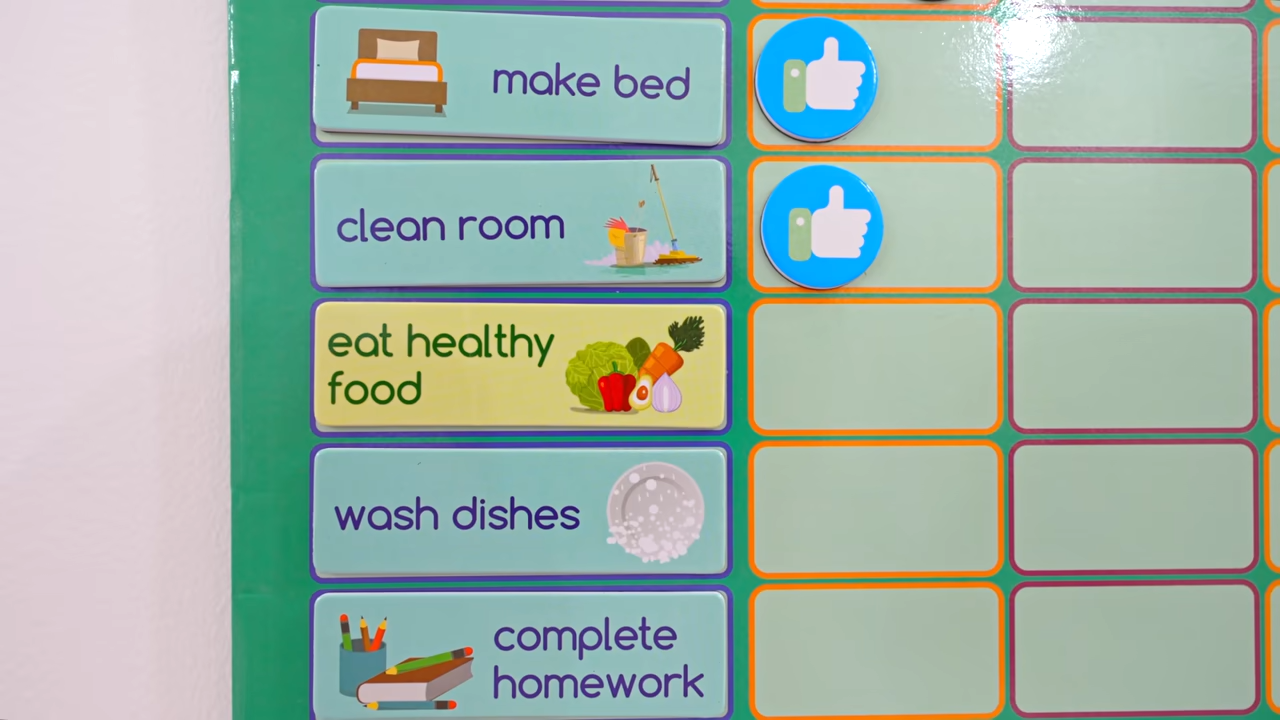 make bed
clean room
eat healthy
food
wash dishes
complete
homework